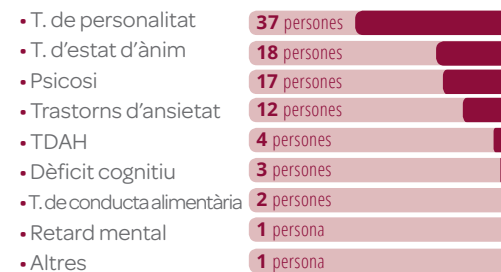 • T. de personalitat 37 persones
• T. d'estat d'ànim 18 persones
• Psicosi 17 persones
• Trastorns d'ansietat 12 persones
• TDAH 4 persones
• Dèficit cognitiu 3 persones
• T. de conducta alimentària 2 persones
• Retard mental 1 persona
• Altres 1 persona